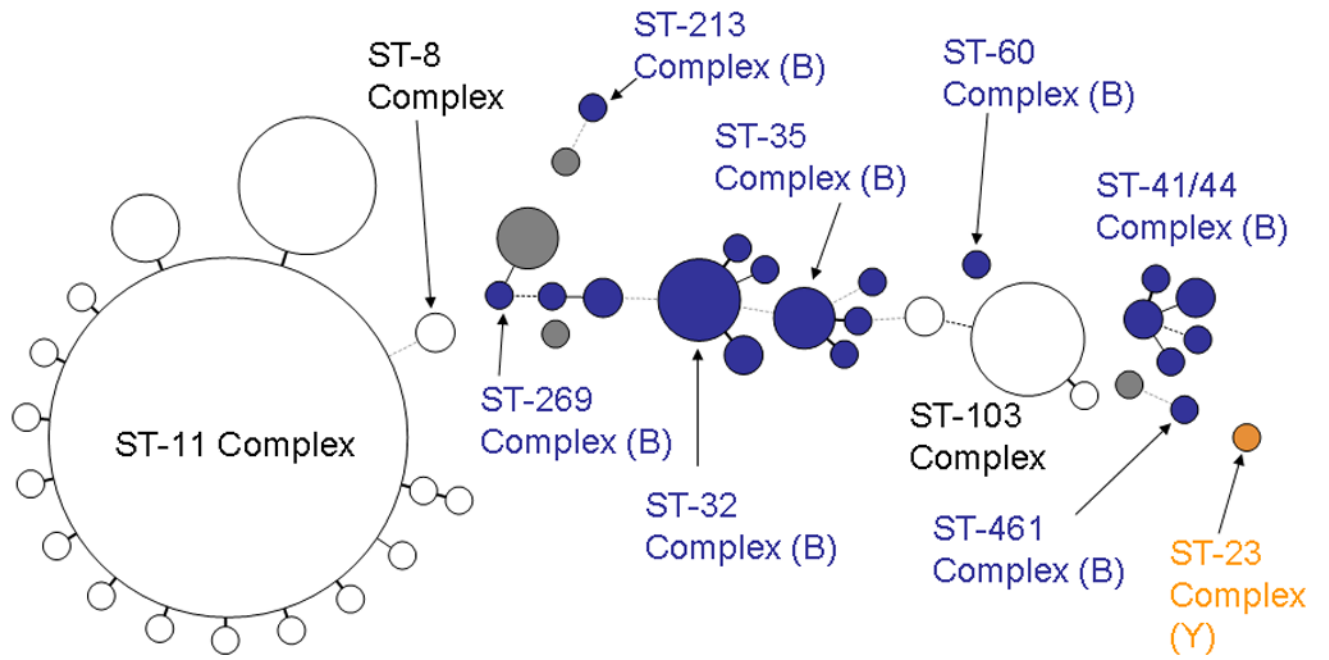 ST-8
Complex
ST-213
Complex (B)
ST-60
Complex (B)
ST-35
Complex (B)
ST-41/44
Complex (B)
ST-11 Complex
ST-269
Complex (B)
ST-103
Complex
ST-32
Complex (B)
ST-461
Complex (B)
ST-23
Complex
(Y)